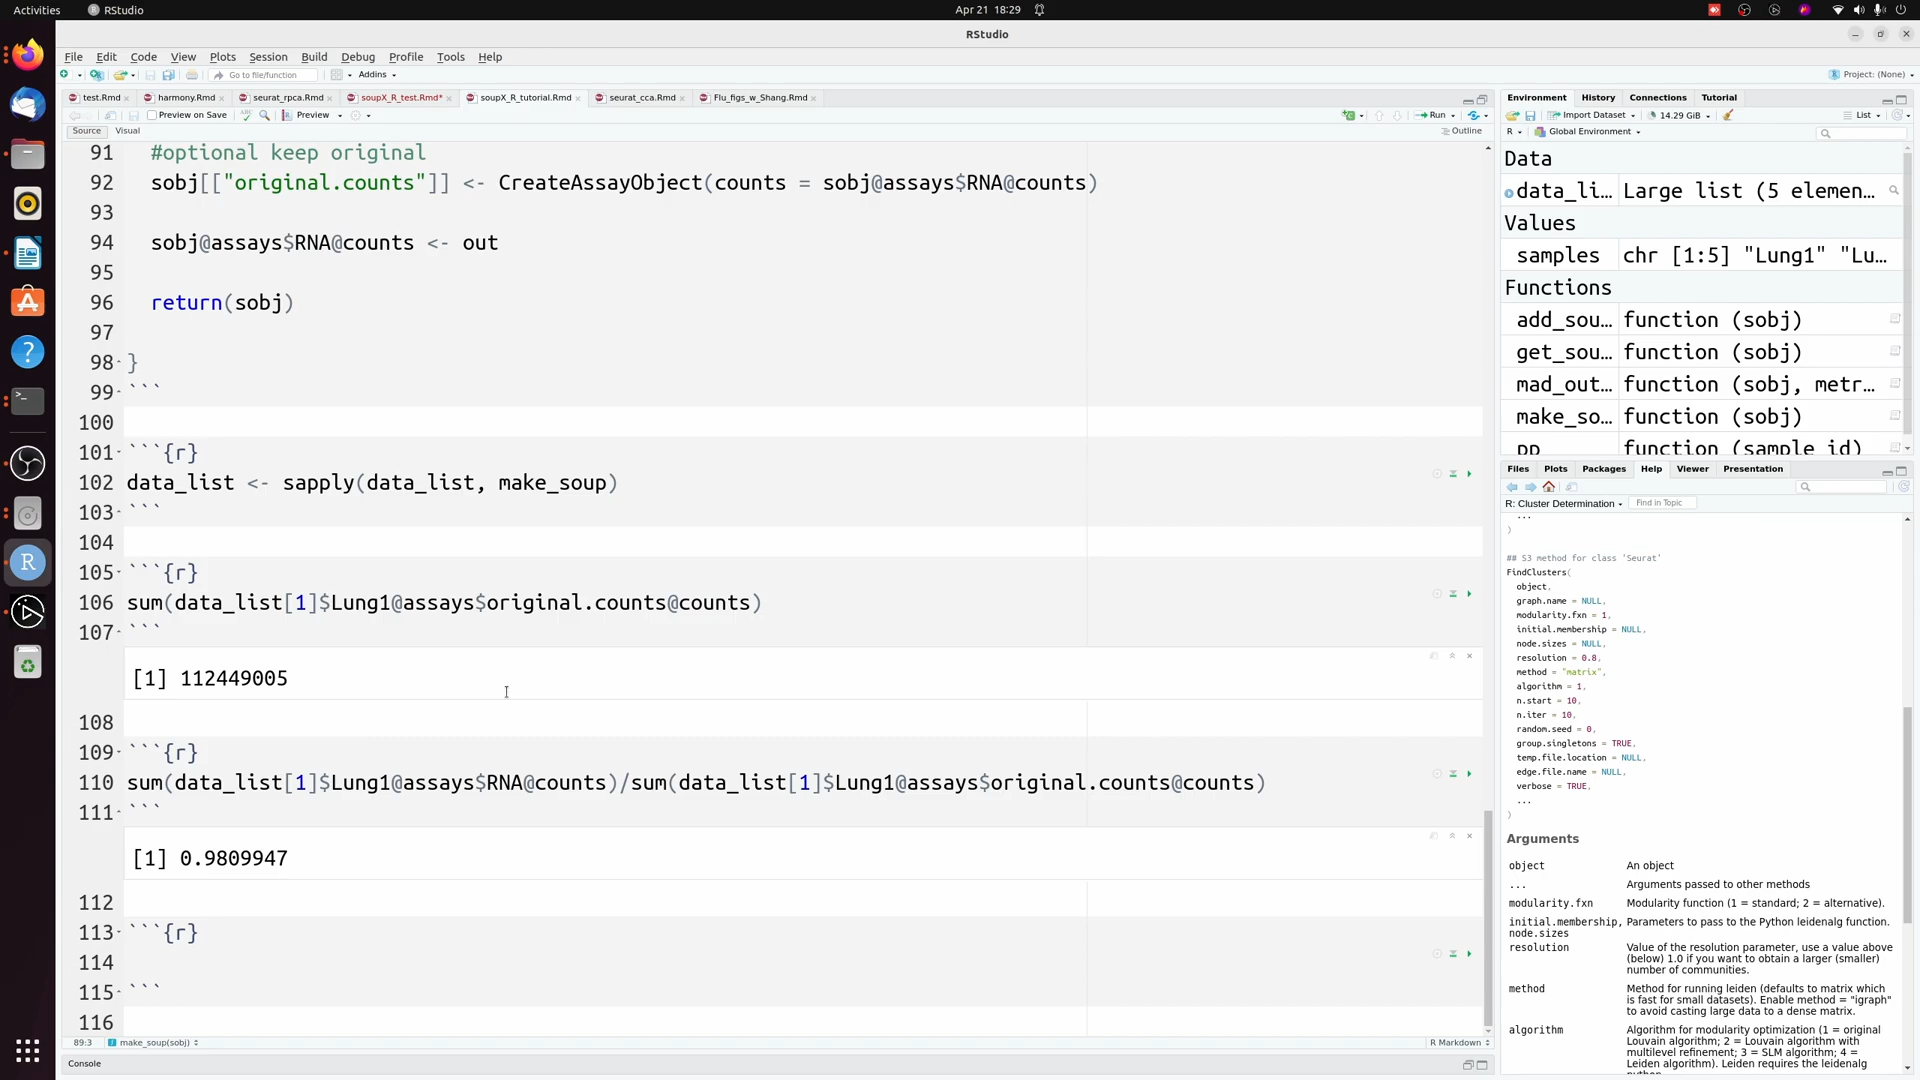 Activities
RStudio
Apr 21 18:29
RStudio
File Edit Code View Plots Session Build Debug Profile Tools Help
Go to file/function
Addins
Project: (None)
test.Rmd
harmony.Rmd
seurat_rpca.Rmd
soupX_R_test.Rmd*
soupX_R_tutorial.Rmd
seurat_cca.Rmd
Flu_figs_w_Shang.Rmd
Preview on Save
Preview
Run
Source Visual
Outline
91 #optional keep original
92 sobj[["original.counts"]] <- CreateAssayObject(counts = sobj@assays$RNA@counts)
93
94 sobj@assays$RNA@counts <- out
95
96 return(sobj)
97
98 }
99 ```
100
101 ```{r}
102 data_list <- sapply(data_list, make_soup)
103 ```
104
105 ```{r}
106 sum(data_list[1]$Lung1@assays$original.counts@counts)
107 ```
[1] 112449005
108
109 ```{r}
110 sum(data_list[1]$Lung1@assays$RNA@counts)/sum(data_list[1]$Lung1@assays$original.counts@counts)
111 ```
[1] 0.9809947
112
113 ```{r}
114
115 ```
116
89:3 make_soup(sobj) R Markdown
Console
Environment History Connections Tutorial
Import Dataset 14.29 GiB List
R Global Environment
Data
data_li… Large list (5 elemen…
Values
samples chr [1:5] "Lung1" "Lu…
Functions
add_sou… function (sobj)
get_sou… function (sobj)
mad_out… function (sobj, metr…
make_so… function (sobj)
pp function (sample_id)
Files Plots Packages Help Viewer Presentation
R: Cluster Determination Find in Topic
...
)
## S3 method for class 'Seurat'
FindClusters(
object,
graph.name = NULL,
modularity.fxn = 1,
initial.membership = NULL,
node.sizes = NULL,
resolution = 0.8,
method = "matrix",
algorithm = 1,
n.start = 10,
n.iter = 10,
random.seed = 0,
group.singletons = TRUE,
temp.file.location = NULL,
edge.file.name = NULL,
verbose = TRUE,
...
)
Arguments
object An object
... Arguments passed to other methods
modularity.fxn Modularity function (1 = standard; 2 = alternative).
initial.membership, Parameters to pass to the Python leidenalg function.
node.sizes
resolution Value of the resolution parameter, use a value above
(below) 1.0 if you want to obtain a larger (smaller)
number of communities.
method Method for running leiden (defaults to matrix which
is fast for small datasets). Enable method = "igraph"
to avoid casting large data to a dense matrix.
algorithm Algorithm for modularity optimization (1 = original
Louvain algorithm; 2 = Louvain algorithm with
multilevel refinement; 3 = SLM algorithm; 4 =
Leiden algorithm). Leiden requires the leidenalg